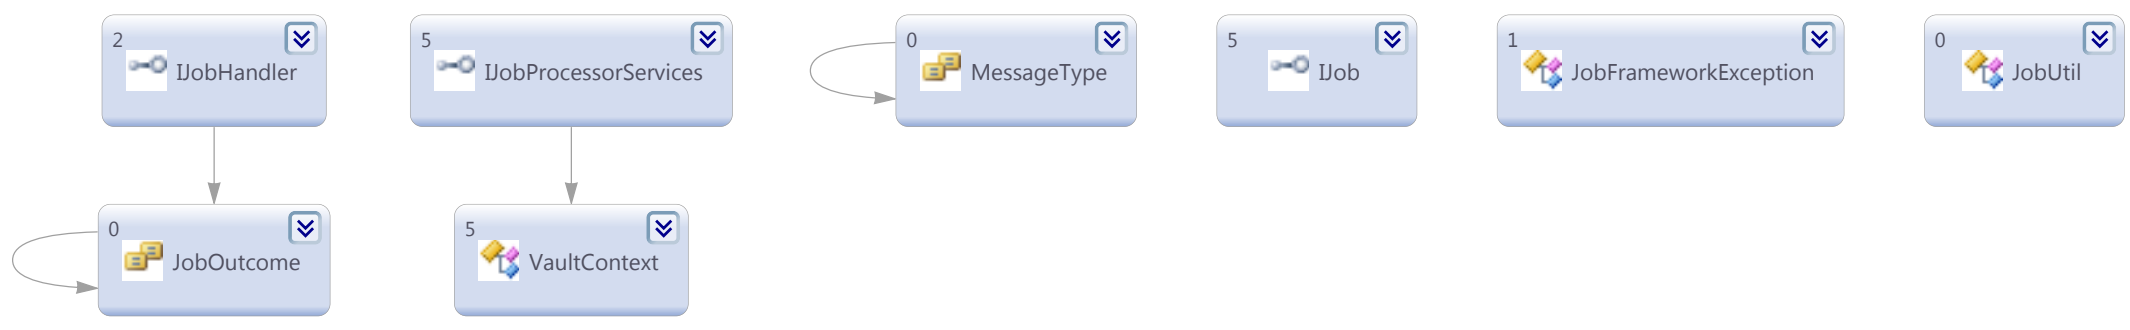 2
IJobHandler
5
IJobProcessorServices
0
MessageType
5
IJob
1
JobFrameworkException
0
JobUtil
0
JobOutcome
5
VaultContext